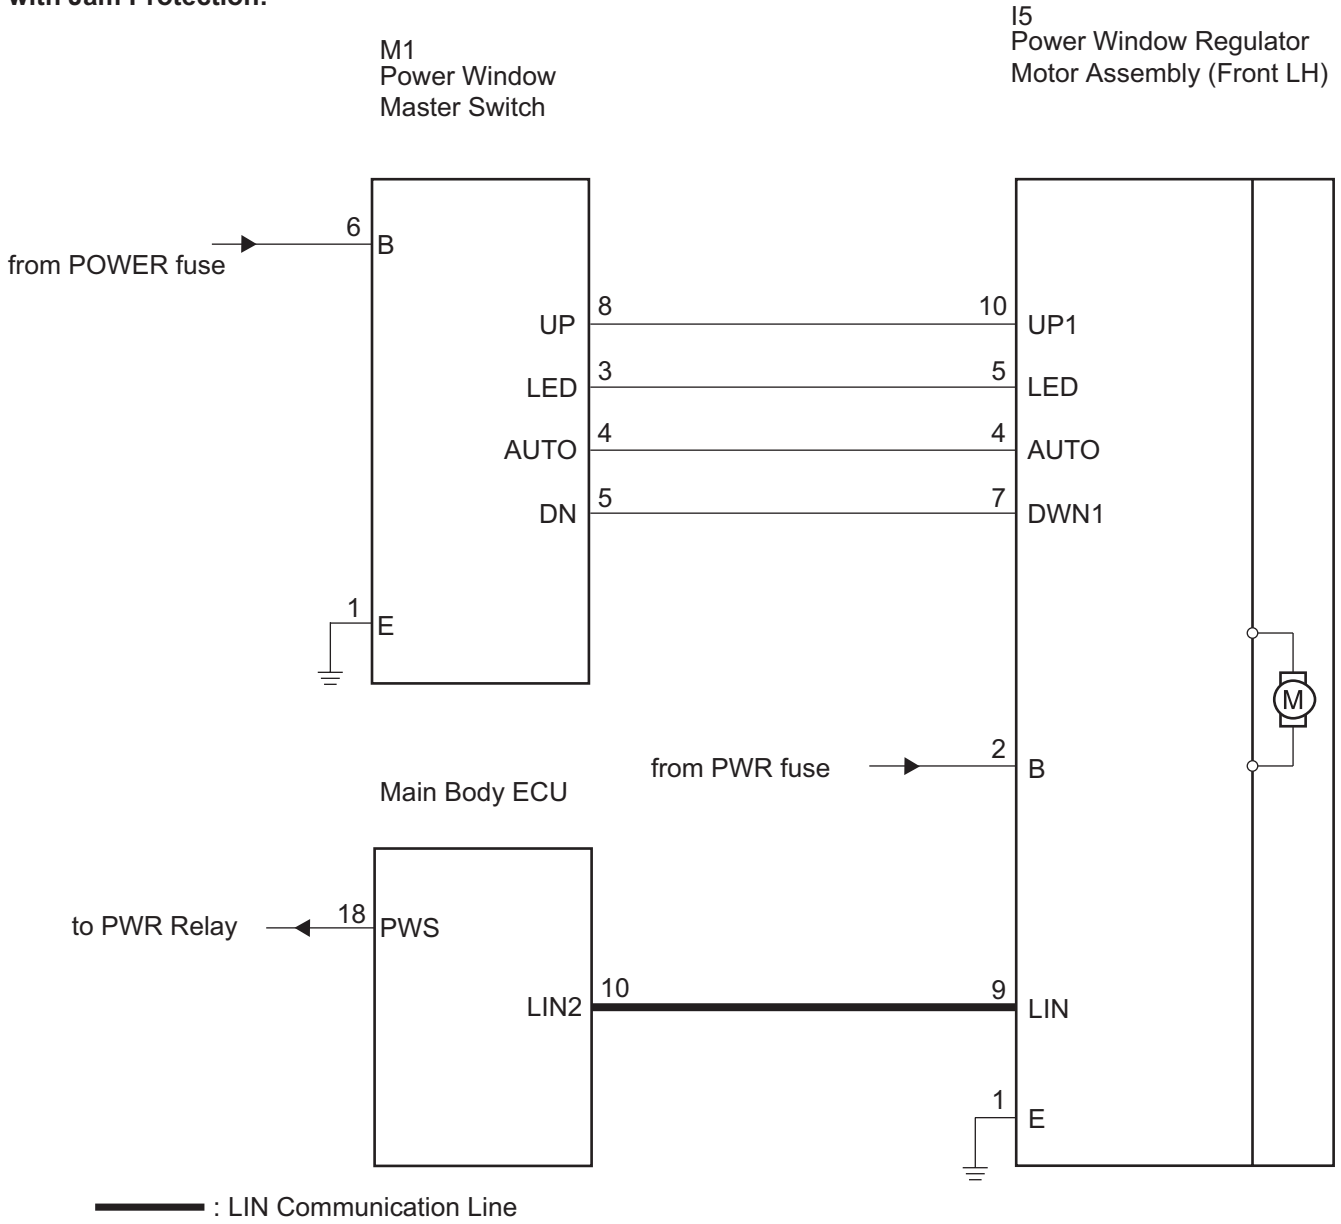 with Jam Protection:
M1
Power Window
Master Switch
I5
Power Window Regulator
Motor Assembly (Front LH)
6
B
from POWER fuse
UP
8
10
UP1
LED
3
5
LED
AUTO
4
4
AUTO
DN
5
7
DWN1
1
E
M
from PWR fuse
2
B
Main Body ECU
to PWR Relay
18
PWS
LIN2
10
9
LIN
1
E
: LIN Communication Line